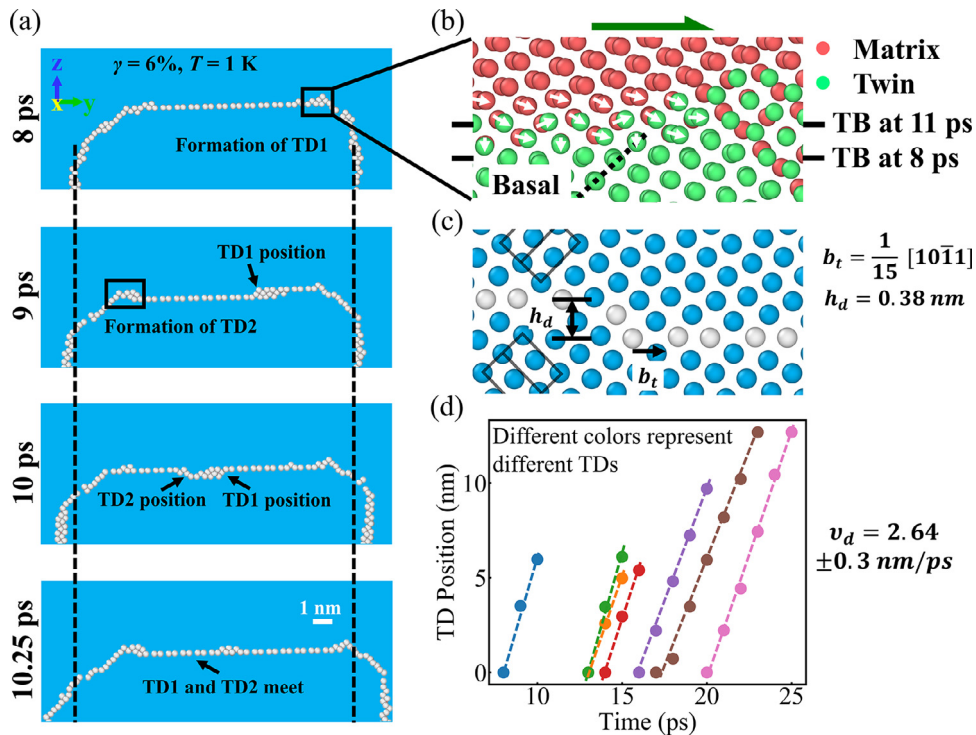 (a)
γ = 6%, T = 1 K
z
x
y
8 ps
Formation of TD1
9 ps
TD1 position
Formation of TD2
10 ps
TD2 position
TD1 position
10.25 ps
1 nm
TD1 and TD2 meet
(b)
Matrix
Twin
TB at 11 ps
TB at 8 ps
Basal
(c)
h_d
b_t
b_t = 1/15 [101̅1]
h_d = 0.38 nm
(d)
Different colors represent
different TDs
TD Position (nm)
10
5
0
10
15
20
25
Time (ps)
υ_d = 2.64
±0.3 nm/ps